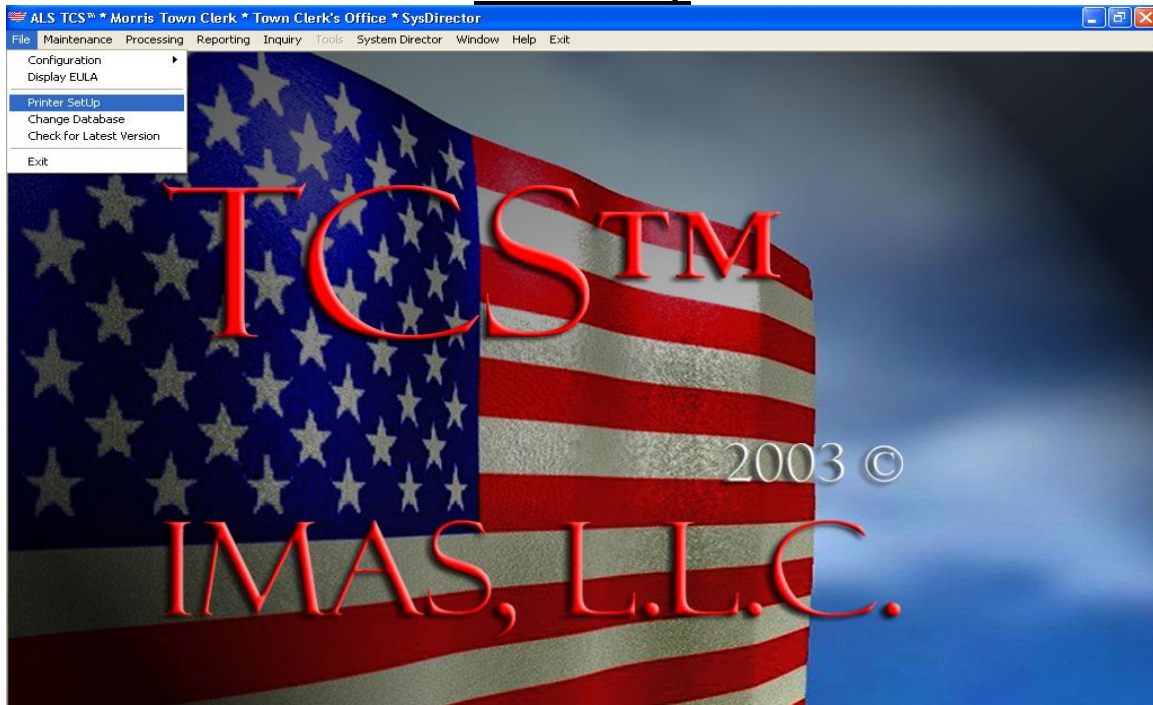 ALS TCS™ * Morris Town Clerk * Town Clerk's Office * SysDirector
File Maintenance Processing Reporting Inquiry Tools System Director Window Help Exit
Configuration
Display EULA
Printer SetUp
Change Database
Check for Latest Version
Exit
TCS™
2003 ©
IMAS, L.L.C.